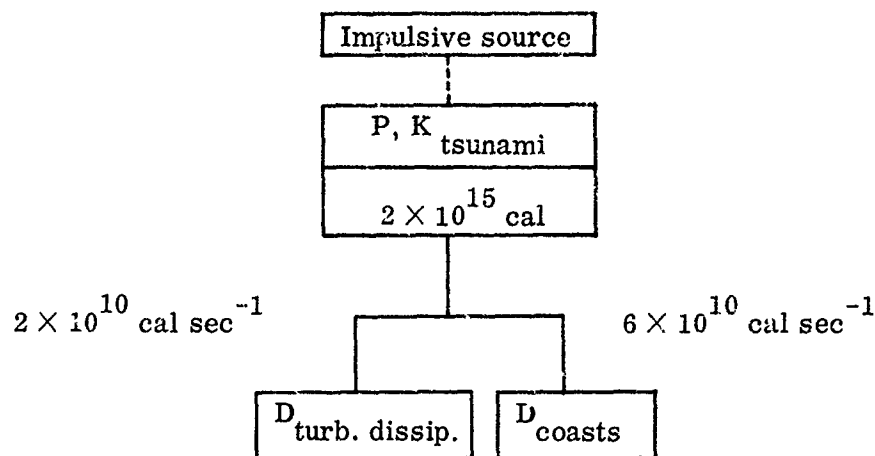 Impulsive source
P, K tsunami
2 × 10^15 cal
2 × 10^10 cal sec^-1
6 × 10^10 cal sec^-1
D turb. dissip.
D coasts